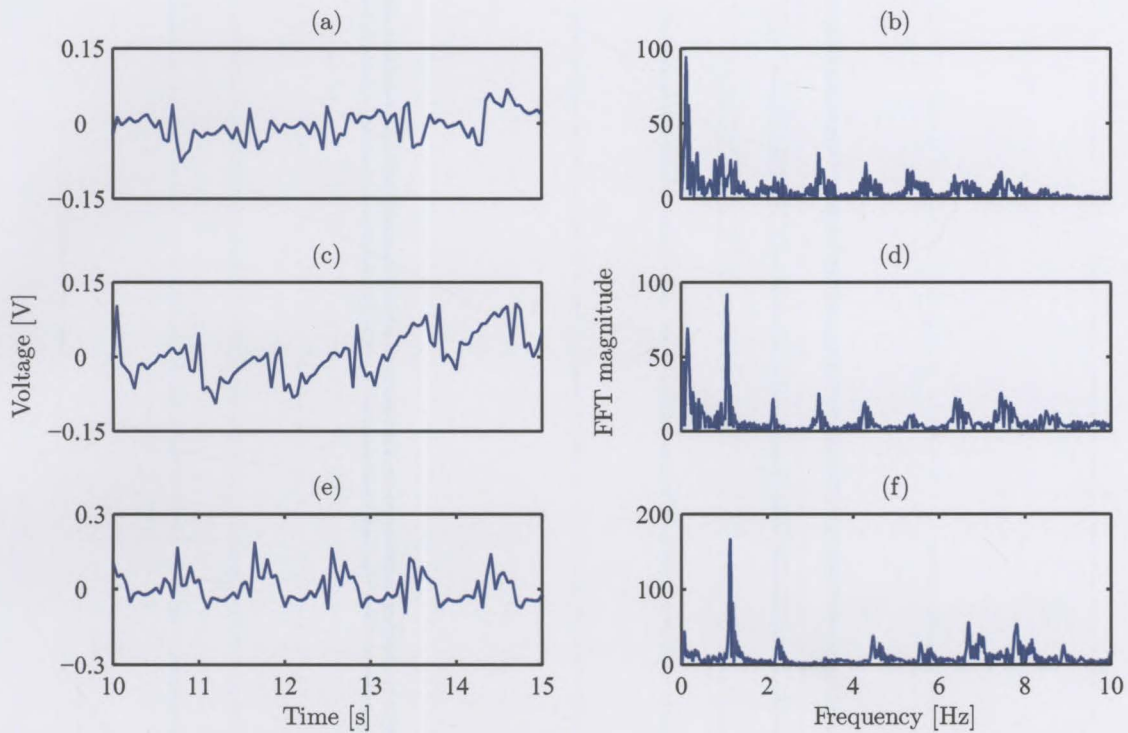 (a)
(b)
0.15
0
−0.15
100
50
0
(c)
(d)
0.15
0
−0.15
100
50
0
Voltage [V]
FFT magnitude
(e)
(f)
0.3
0
−0.3
200
100
0
10 11 12 13 14 15
0 2 4 6 8 10
Time [s]
Frequency [Hz]